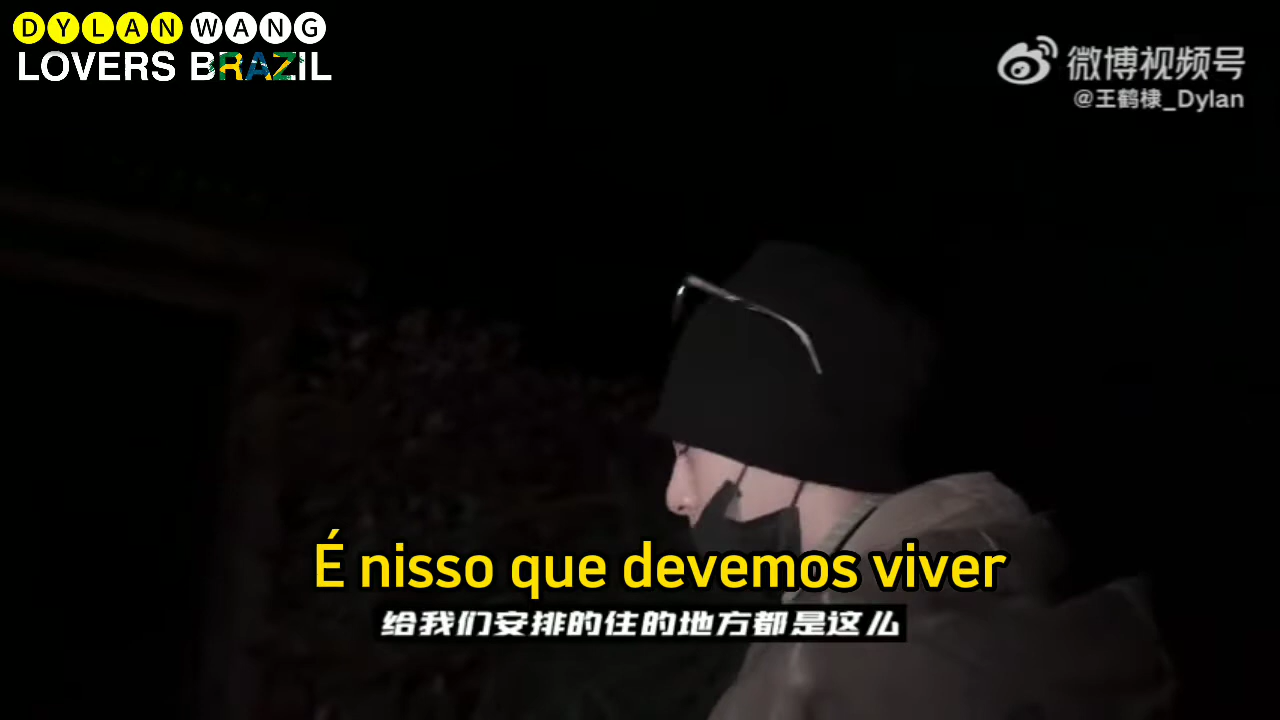 DYLAN WANG
LOVERS BRAZIL
微博视频号
@王鹤棣_Dylan
É nisso que devemos viver
给我们安排的住的地方都是这么